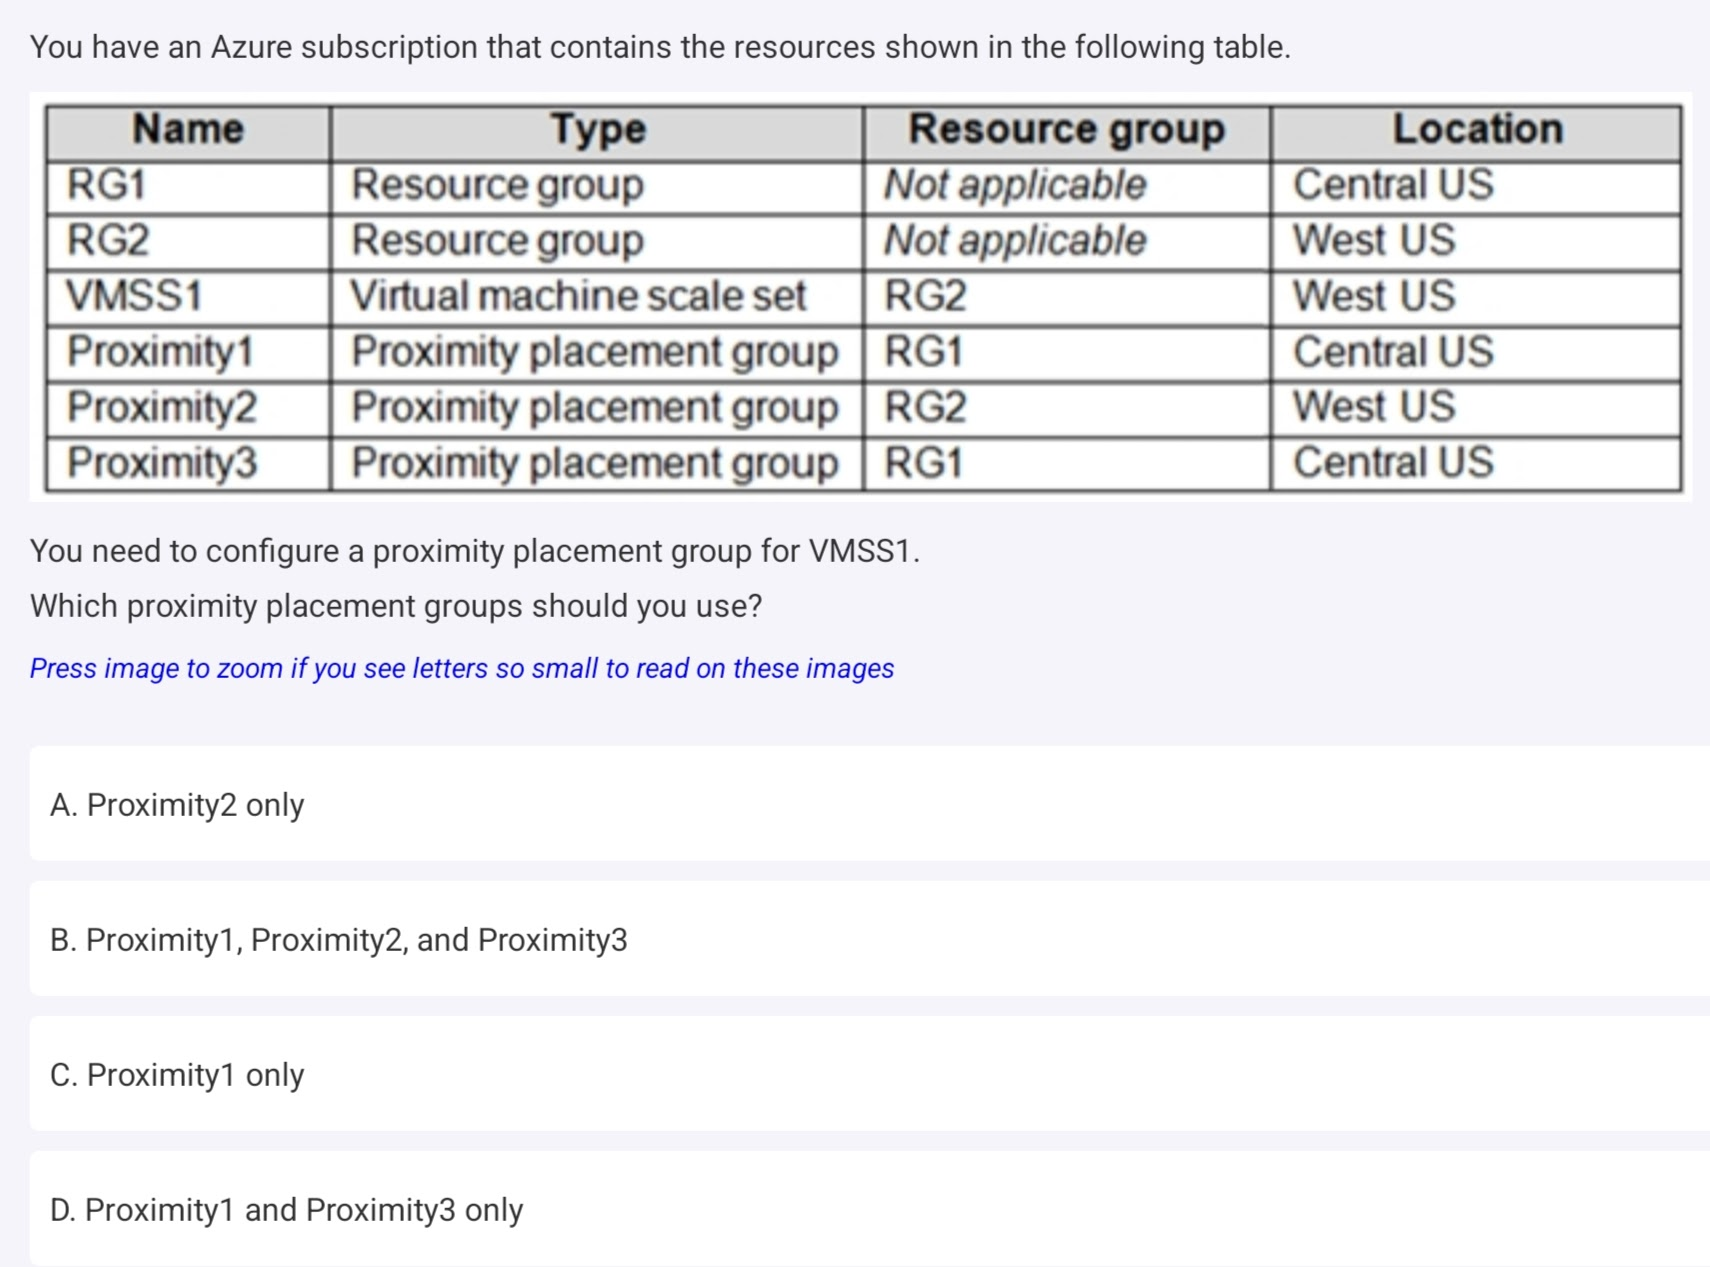 You have an Azure subscription that contains the resources shown in the following table.
Name Type Resource group Location
RG1 Resource group Not applicable Central US
RG2 Resource group Not applicable West US
VMSS1 Virtual machine scale set RG2 West US
Proximity1 Proximity placement group RG1 Central US
Proximity2 Proximity placement group RG2 West US
Proximity3 Proximity placement group RG1 Central US
You need to configure a proximity placement group for VMSS1.
Which proximity placement groups should you use?
Press image to zoom if you see letters so small to read on these images
A. Proximity2 only
B. Proximity1, Proximity2, and Proximity3
C. Proximity1 only
D. Proximity1 and Proximity3 only